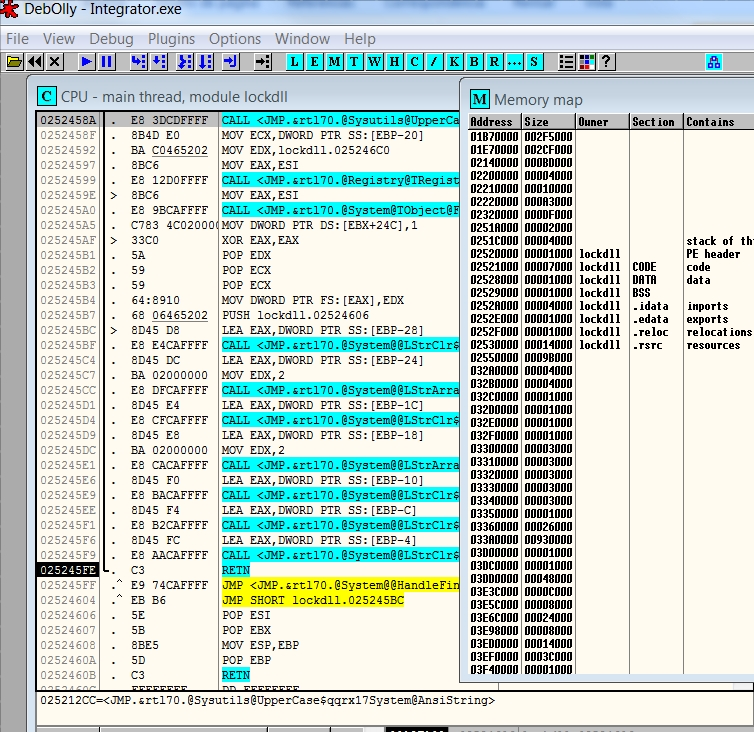 DebOlly - Integrator.exe
File View Debug Plugins Options Window Help
L E M T W H C / K B R ... S ?
C CPU - main thread, module lockdll
0252458A . E8 3DCDFFFF CALL <JMP.&rtl70.@Sysutils@UpperCa
0252458F . 8B4D E0 MOV ECX,DWORD PTR SS:[EBP-20]
02524592 . BA C0465202 MOV EDX,lockdll.025246C0
02524597 . 8BC6 MOV EAX,ESI
02524599 . E8 12D0FFFF CALL <JMP.&rtl70.@Registry@TRegist
0252459E > 8BC6 MOV EAX,ESI
025245A0 . E8 9BCAFFFF CALL <JMP.&rtl70.@System@TObject@F
025245A5 . C783 4C020000 MOV DWORD PTR DS:[EBX+24C],1
025245AF > 33C0 XOR EAX,EAX
025245B1 . 5A POP EDX
025245B2 . 59 POP ECX
025245B3 . 59 POP ECX
025245B4 . 64:8910 MOV DWORD PTR FS:[EAX],EDX
025245B7 . 68 06465202 PUSH lockdll.02524606
025245BC > 8D45 D8 LEA EAX,DWORD PTR SS:[EBP-28]
025245BF . E8 E4CAFFFF CALL <JMP.&rtl70.@System@@LStrClr$
025245C4 . 8D45 DC LEA EAX,DWORD PTR SS:[EBP-24]
025245C7 . BA 02000000 MOV EDX,2
025245CC . E8 DFCAFFFF CALL <JMP.&rtl70.@System@@LStrArra
025245D1 . 8D45 E4 LEA EAX,DWORD PTR SS:[EBP-1C]
025245D4 . E8 CFCAFFFF CALL <JMP.&rtl70.@System@@LStrClr$
025245D9 . 8D45 E8 LEA EAX,DWORD PTR SS:[EBP-18]
025245DC . BA 02000000 MOV EDX,2
025245E1 . E8 CACAFFFF CALL <JMP.&rtl70.@System@@LStrArra
025245E6 . 8D45 F0 LEA EAX,DWORD PTR SS:[EBP-10]
025245E9 . E8 BACAFFFF CALL <JMP.&rtl70.@System@@LStrClr$
025245EE . 8D45 F4 LEA EAX,DWORD PTR SS:[EBP-C]
025245F1 . E8 B2CAFFFF CALL <JMP.&rtl70.@System@@LStrClr$
025245F6 . 8D45 FC LEA EAX,DWORD PTR SS:[EBP-4]
025245F9 . E8 AACAFFFF CALL <JMP.&rtl70.@System@@LStrClr$
025245FE . C3 RETN
025245FF .^ E9 74CAFFFF JMP <JMP.&rtl70.@System@@HandleFin
02524604 .^ EB B6 JMP SHORT lockdll.025245BC
02524606 . 5E POP ESI
02524607 . 5B POP EBX
02524608 . 8BE5 MOV ESP,EBP
0252460A . 5D POP EBP
0252460B . C3 RETN
025212CC=<JMP.&rtl70.@Sysutils@UpperCase$qqrx17System@AnsiString>
M Memory map
Address Size Owner Section Contains
01B70000 002F5000
01E70000 002CF000
02140000 000BD000
02200000 00004000
02210000 00010000
02220000 000A3000
02320000 000DF000
0251A000 00002000
0251C000 00004000 stack of th
02520000 00001000 lockdll PE header
02521000 00007000 lockdll CODE code
02528000 00001000 lockdll DATA data
02529000 00001000 lockdll BSS
0252A000 00004000 lockdll .idata imports
0252E000 00001000 lockdll .edata exports
0252F000 00001000 lockdll .reloc relocations
02530000 00014000 lockdll .rsrc resources
02550000 0009B000
032A0000 00004000
032B0000 00004000
032C0000 00001000
032D0000 00001000
032E0000 00001000
032F0000 00001000
03300000 00003000
03310000 00003000
03320000 00003000
03330000 00003000
03340000 00003000
03350000 00001000
03360000 00026000
033A0000 00930000
03D00000 00001000
03DC0000 00001000
03DD0000 00048000
03E3C000 0000C000
03E5C000 00008000
03E6C000 00024000
03E98000 00008000
03ED0000 00014000
03EF0000 0003C000
03F40000 00001000